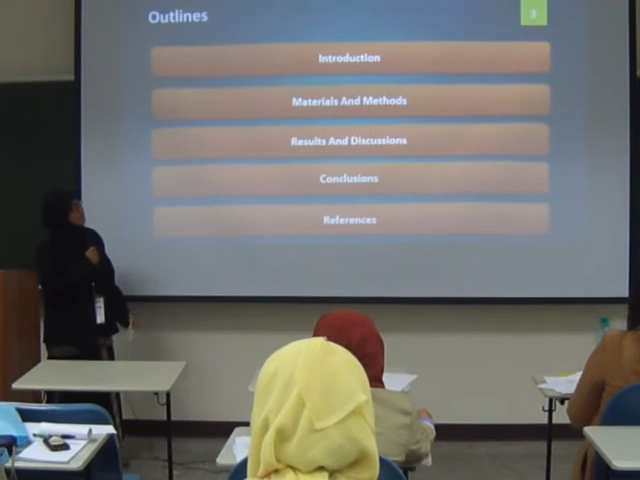 Outlines
3
Introduction
Materials And Methods
Results And Discussions
Conclusions
References